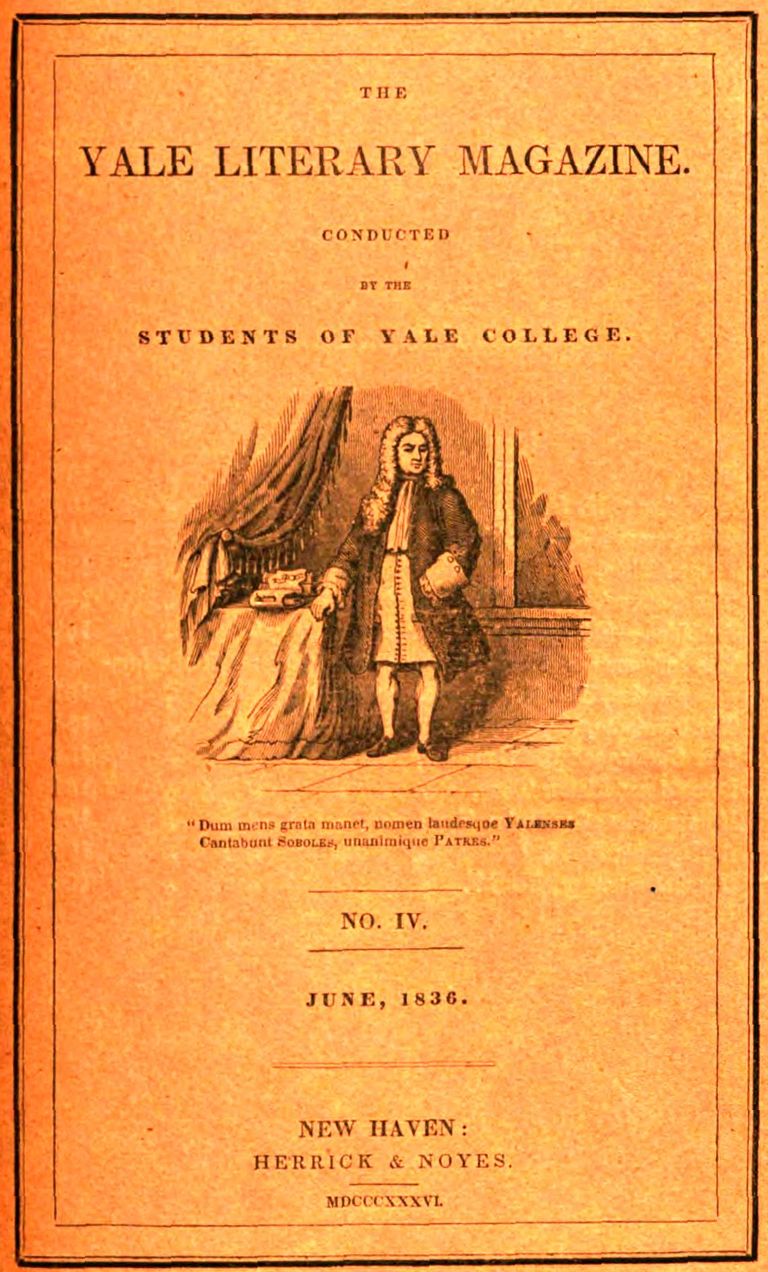 THE
YALE LITERARY MAGAZINE.
CONDUCTED
BY THE
STUDENTS OF YALE COLLEGE.
"Dum mens grata manet, nomen laudesque YALENSES
Cantabunt SOBOLES, unanimique PATRES."
NO. IV.
JUNE, 1836.
NEW HAVEN:
HERRICK & NOYES.
MDCCCXXXVI.